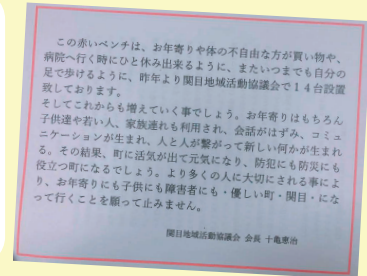 この赤いベンチは、お年寄りや体の不自由な方が買い物や、
病院へ行く時にひと休み出来るように、またいつまでも自分の
足で歩けるように、昨年より関目地域活動協議会で14台設置
致しております。
そしてこれからも増えていく事でしょう。お年寄りはもちろん
子供達や若い人、家族連れも利用され、会話がはずみ、コミュ
ニケーションが生まれ、人と人が繋がって新しい何かが生まれ
る。その結果、町に活気が出て元気になり、防犯にも防災にも
役立つ町になるでしょう。より多くの人に大切にされる事によ
り、お年寄りにも子供にも障害者にも・優しい町・関目・にな
って行くことを願って止みません。
関目地域活動協議会 会長 十亀恵治